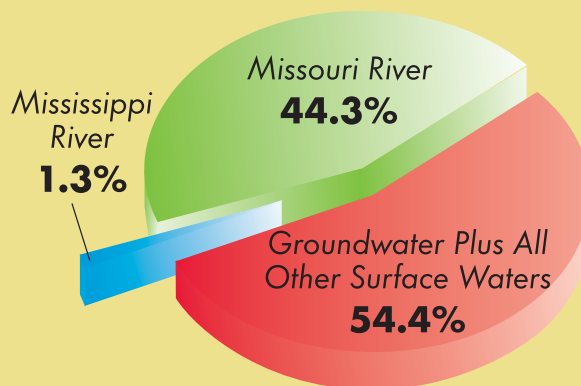 Missouri River
44.3%
Mississippi
River
1.3%
Groundwater Plus All
Other Surface Waters
54.4%